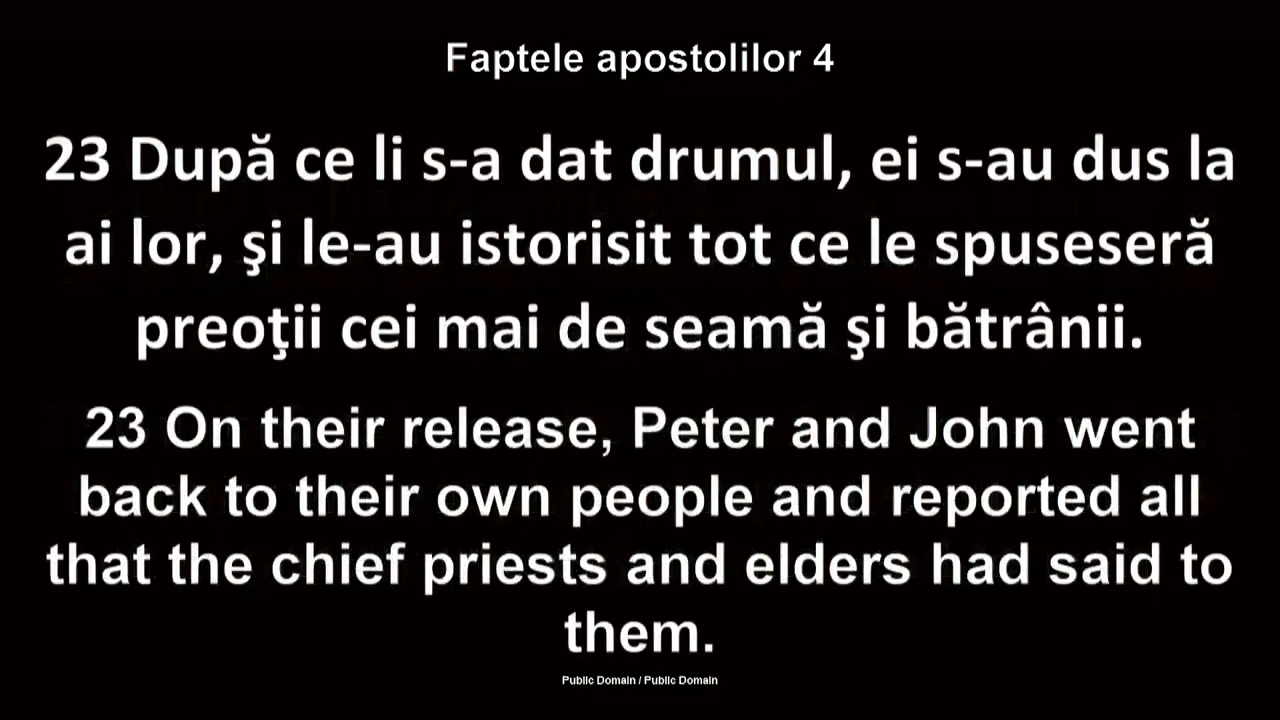 Faptele apostolilor 4
23 După ce li s-a dat drumul, ei s-au dus la
ai lor, şi le-au istorisit tot ce le spuseseră
preoţii cei mai de seamă şi bătrânii.
23 On their release, Peter and John went
back to their own people and reported all
that the chief priests and elders had said to
them.
Public Domain / Public Domain